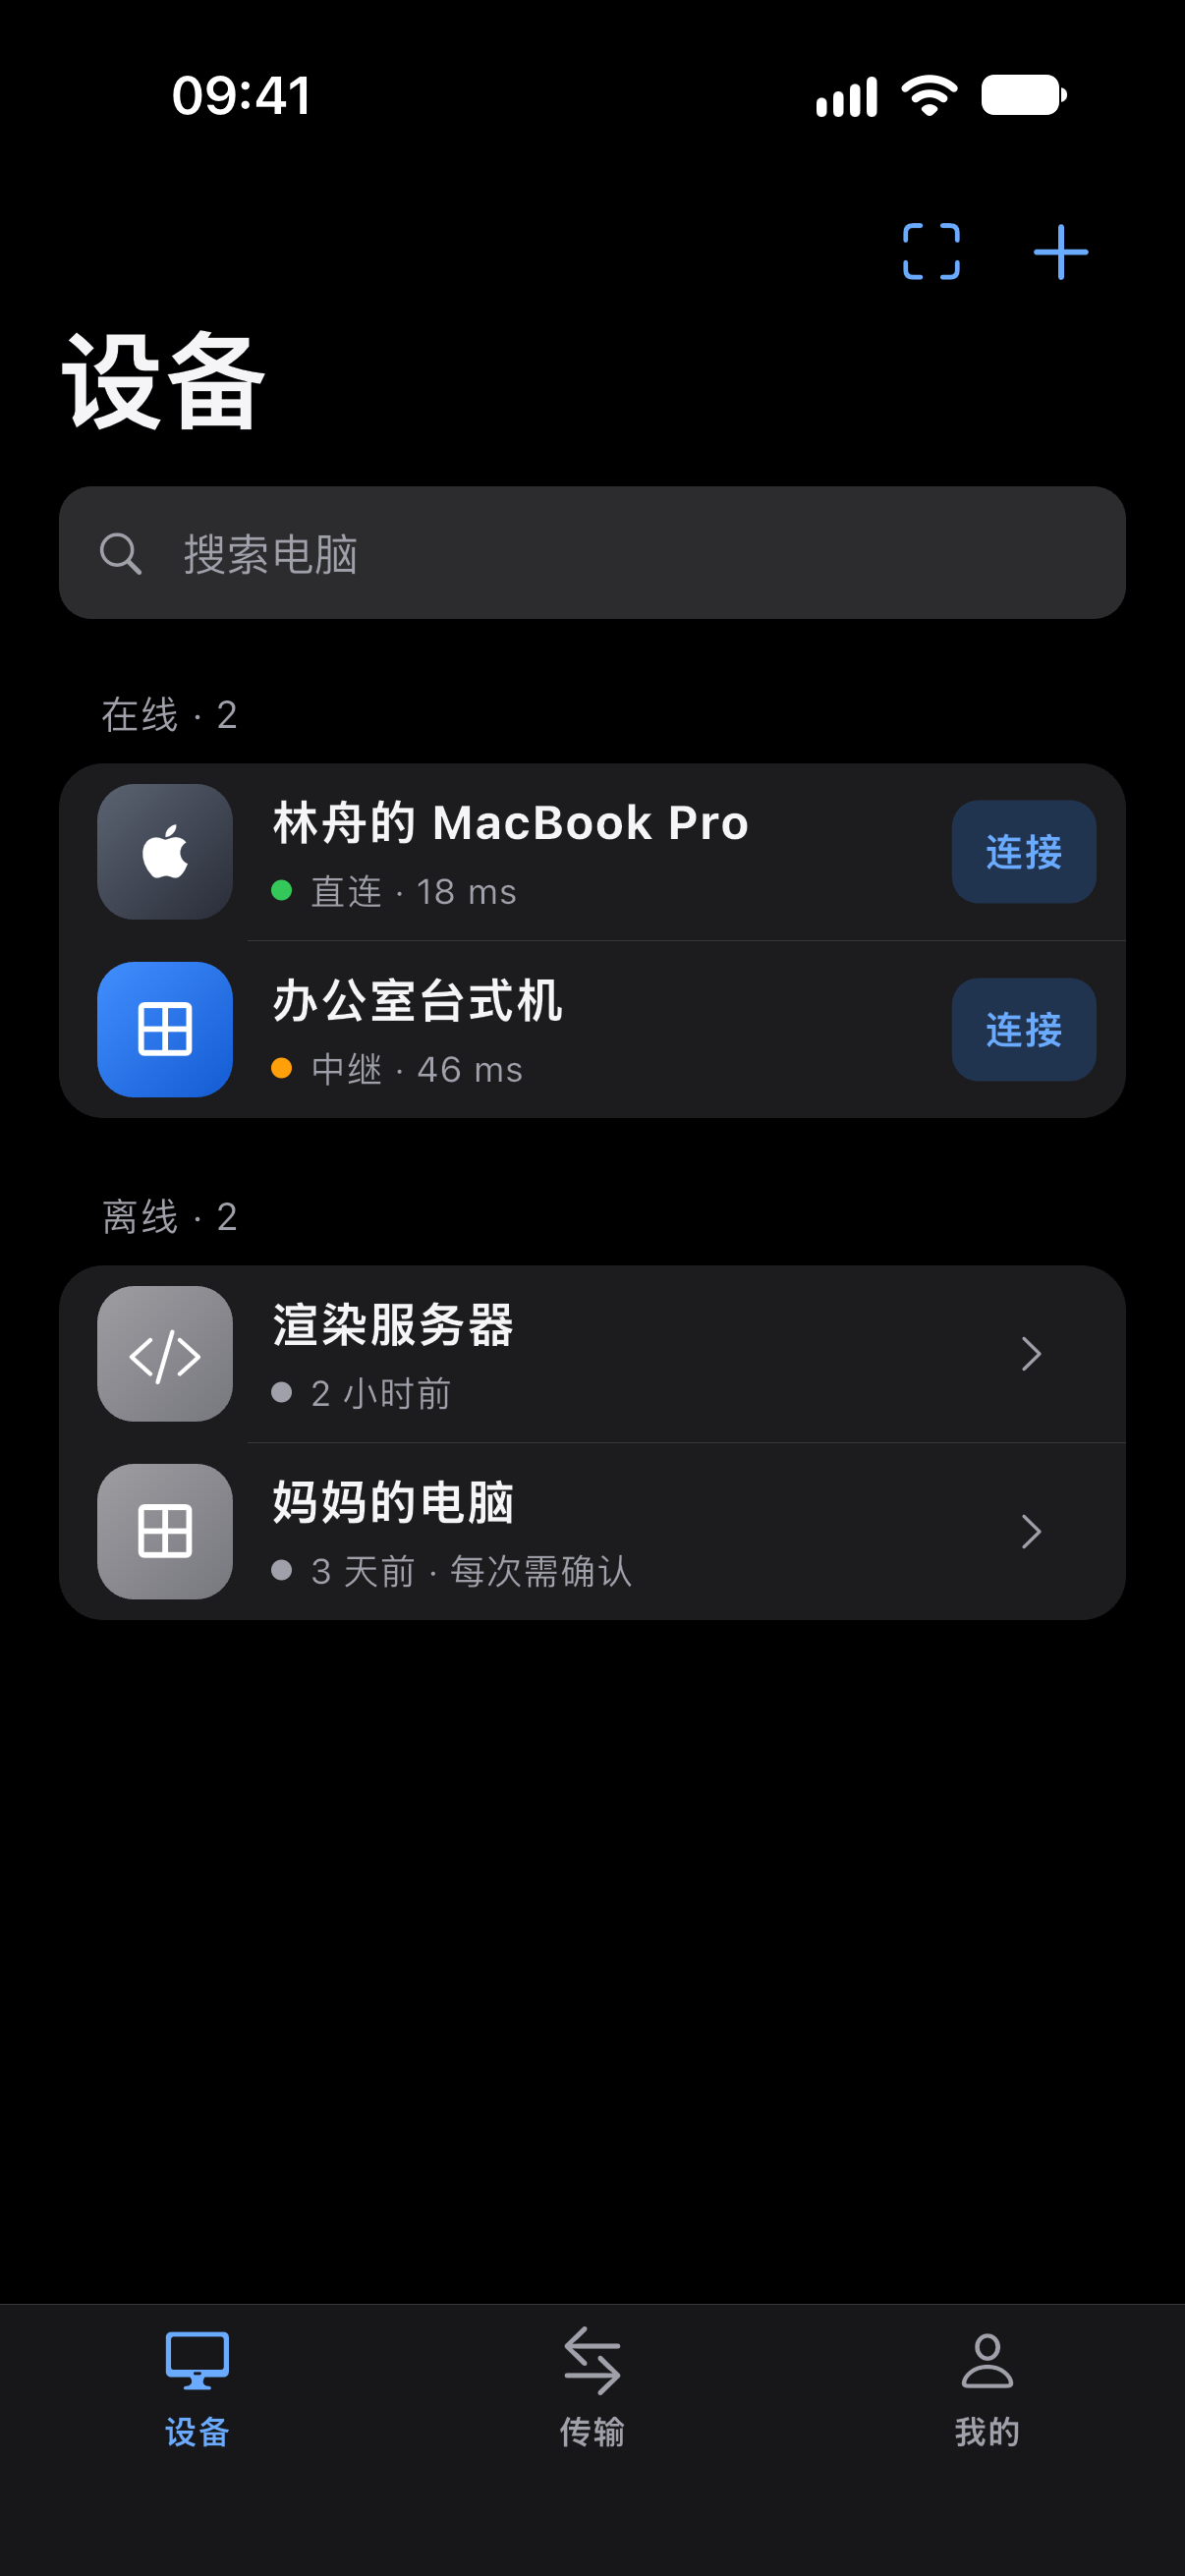 09:41
设备
搜索电脑
在线 · 2
林舟的 MacBook Pro
直连 · 18 ms
连接
办公室台式机
中继 · 46 ms
连接
离线 · 2
渲染服务器
2 小时前
妈妈的电脑
3 天前 · 每次需确认
设备
传输
我的